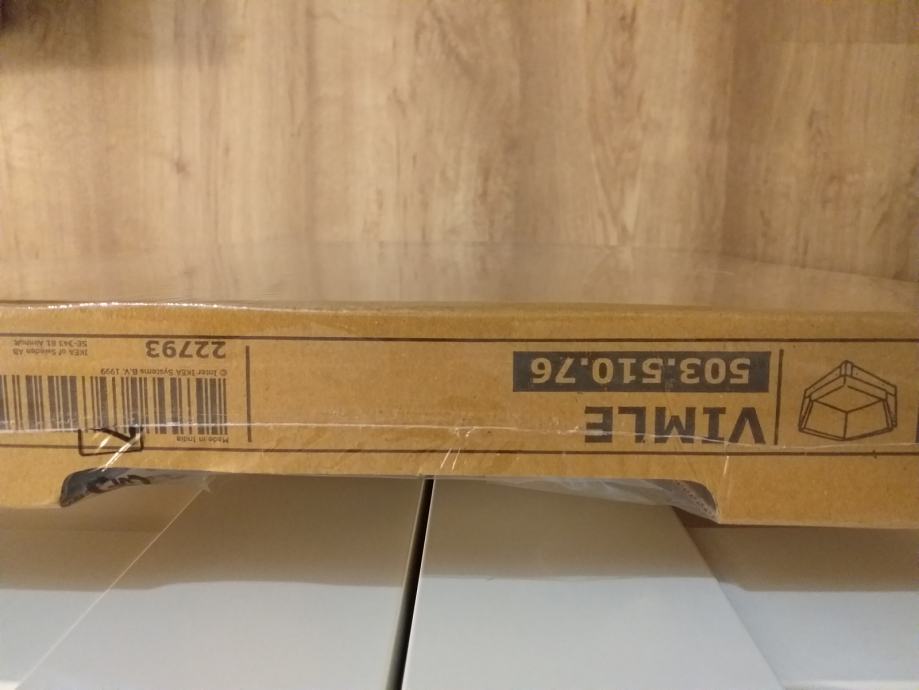 VIMLE
503.510.76
Made in India
© Inter IKEA Systems B.V. 1999
22793
IKEA of Sweden AB
SE-343 81 Älmhult